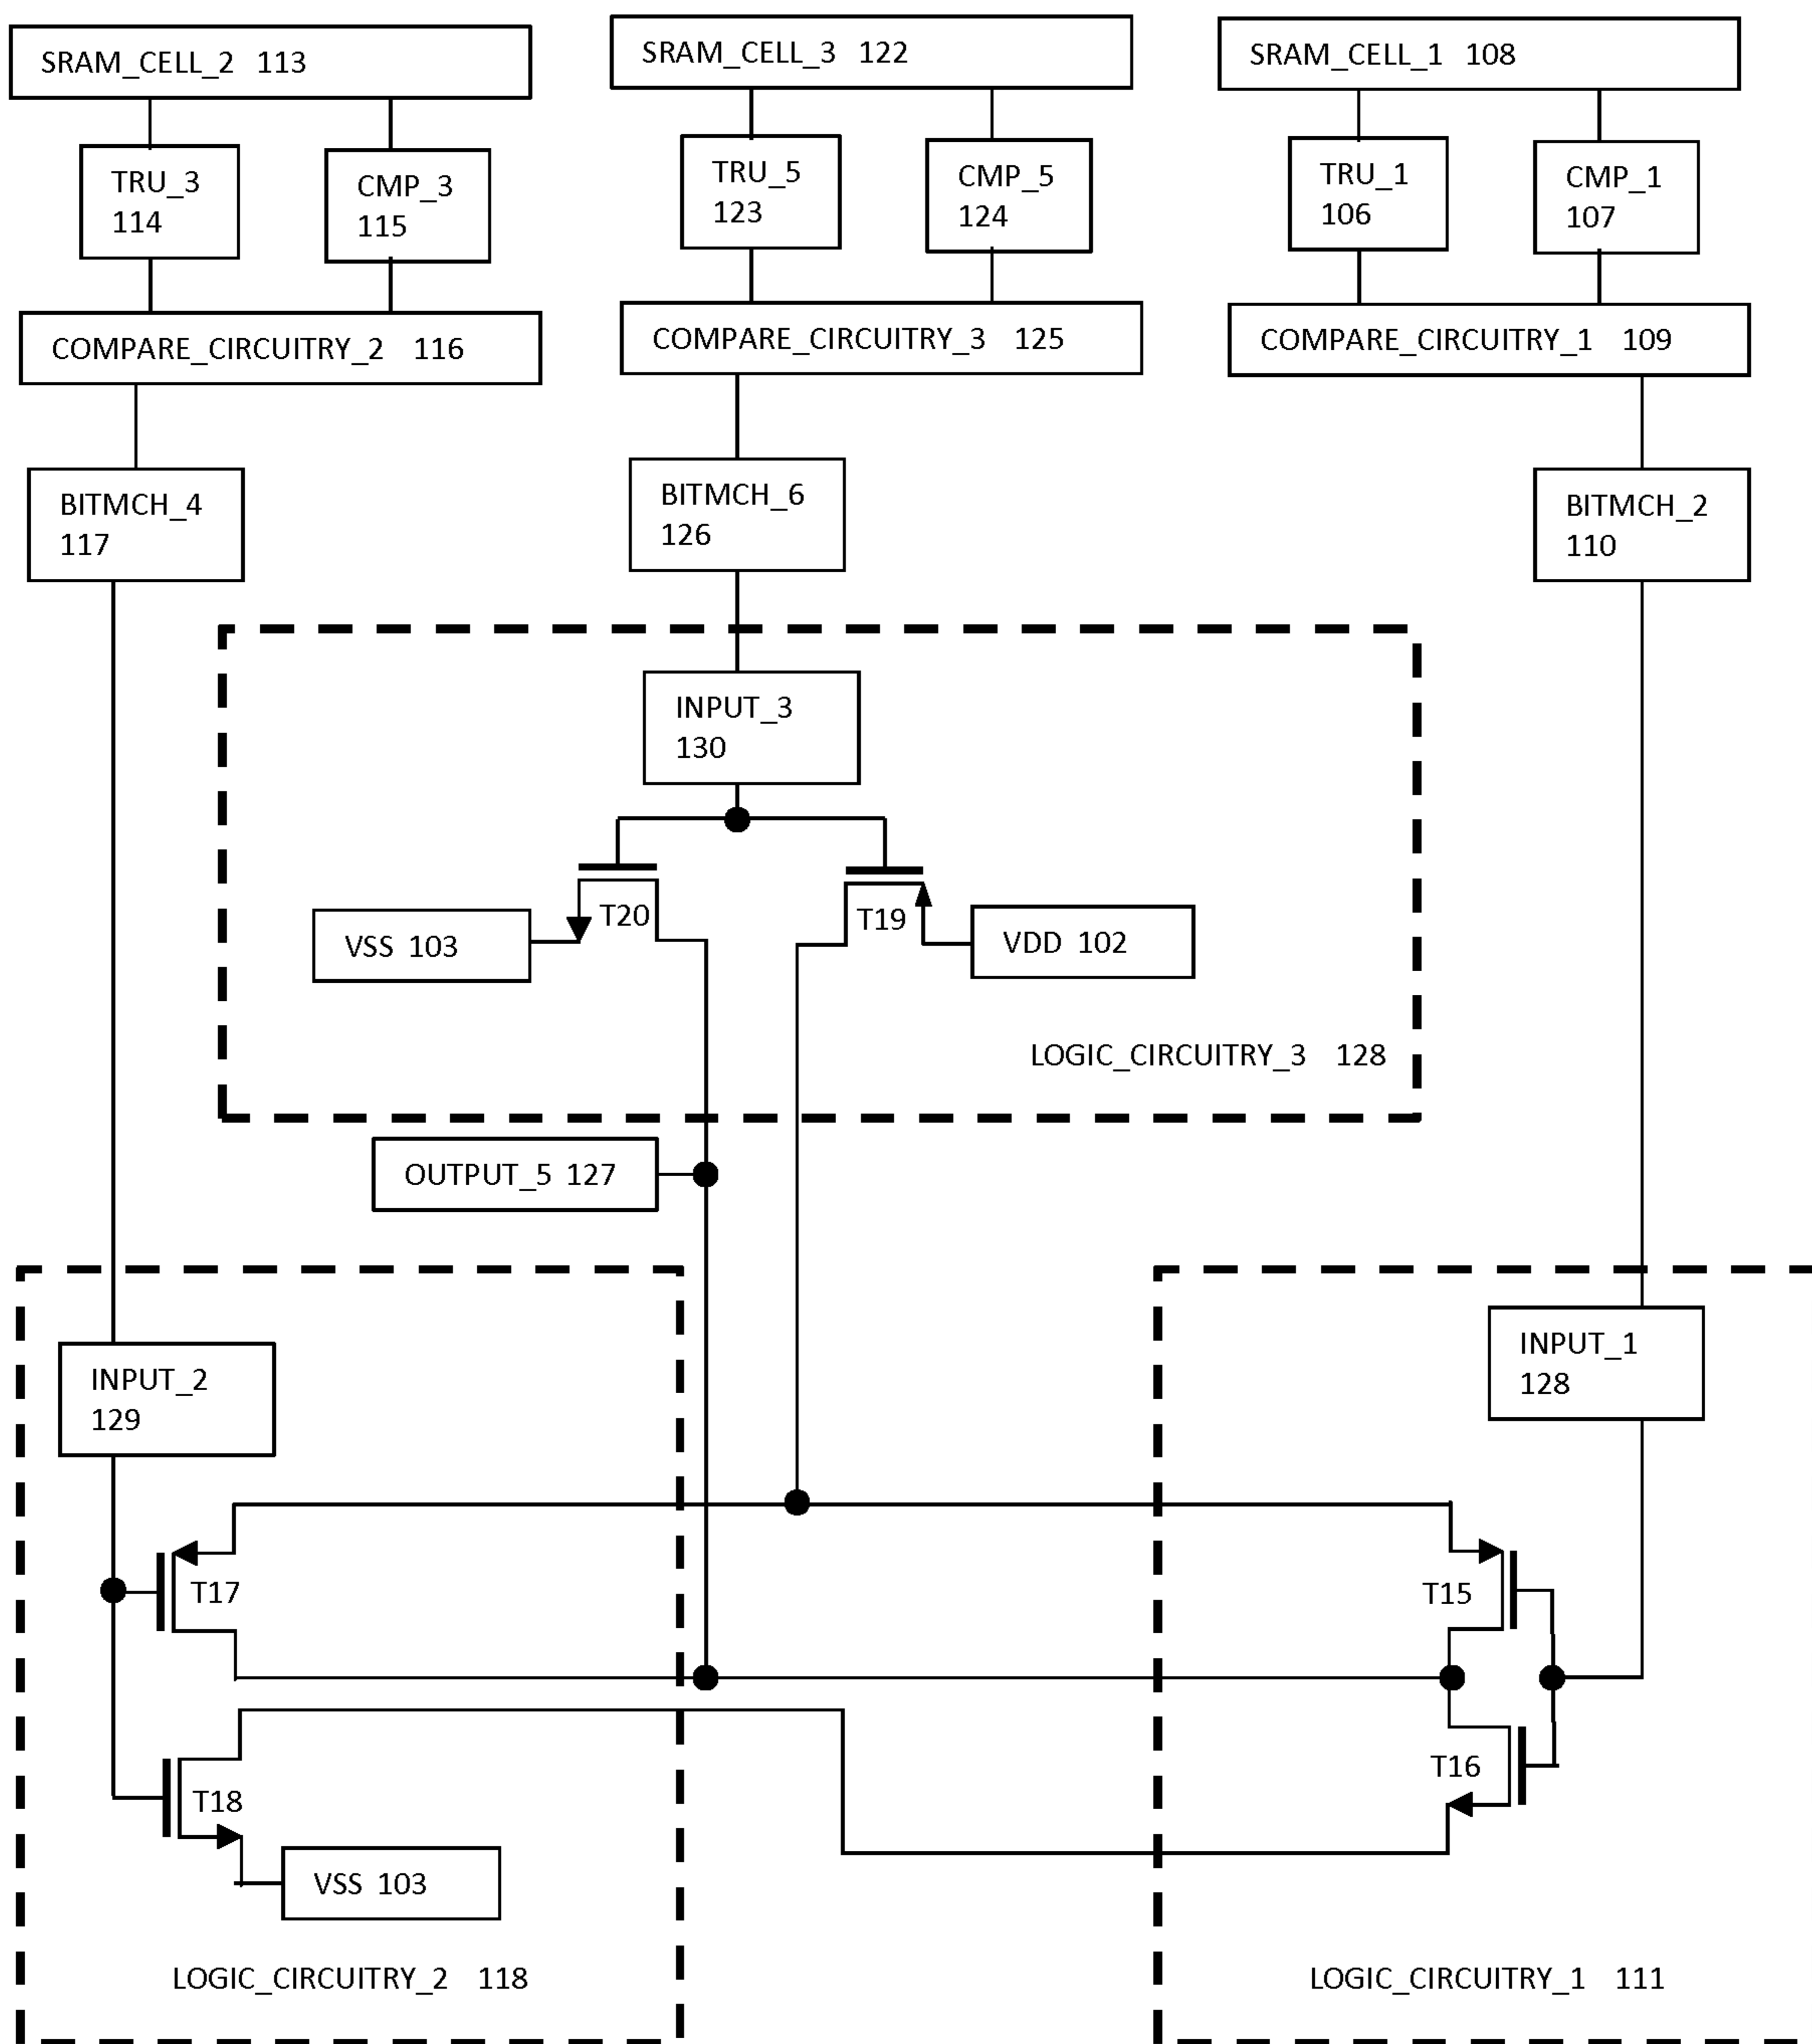 SRAM_CELL_2 113
SRAM_CELL_3 122
SRAM_CELL_1 108
TRU_3
114
CMP_3
115
TRU_5
123
CMP_5
124
TRU_1
106
CMP_1
107
COMPARE_CIRCUITRY_2 116
COMPARE_CIRCUITRY_3 125
COMPARE_CIRCUITRY_1 109
BITMCH_4
117
BITMCH_6
126
BITMCH_2
110
INPUT_3
130
T20
T19
VSS 103
VDD 102
LOGIC_CIRCUITRY_3 128
OUTPUT_5 127
INPUT_2
129
INPUT_1
128
T17
T15
T18
T16
VSS 103
LOGIC_CIRCUITRY_2 118
LOGIC_CIRCUITRY_1 111